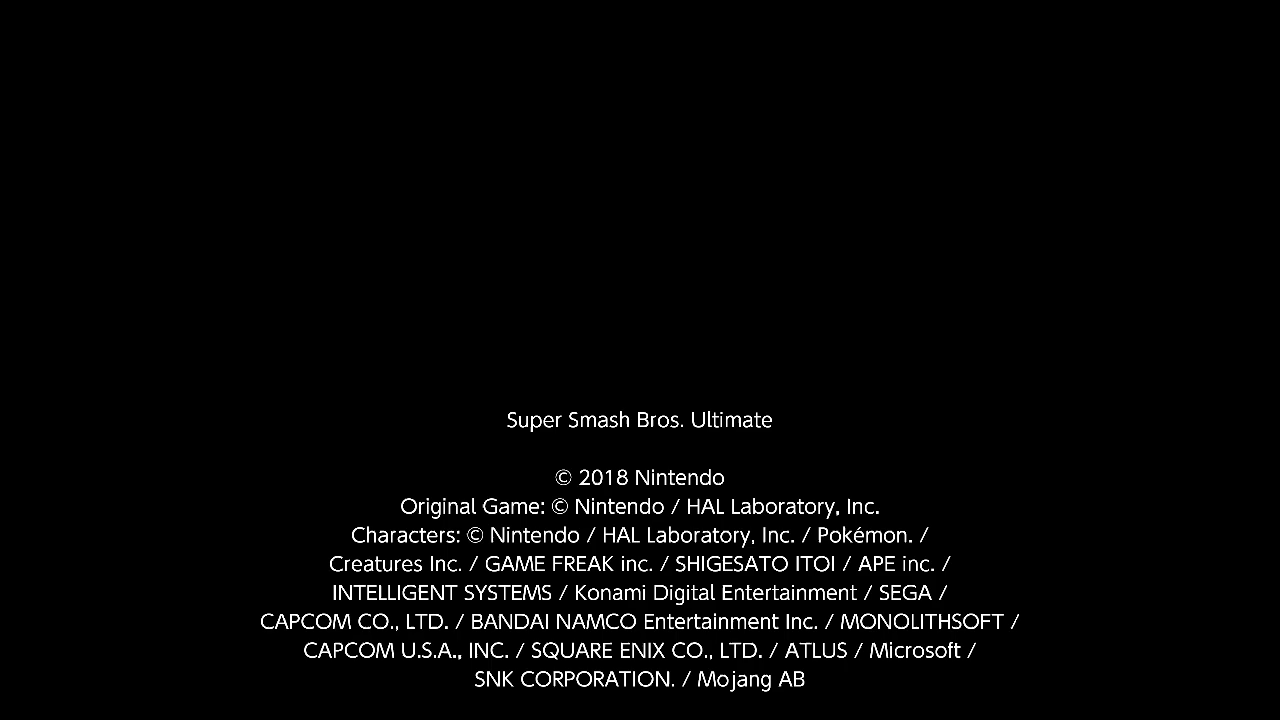 Super Smash Bros. Ultimate
© 2018 Nintendo
Original Game: © Nintendo / HAL Laboratory, Inc.
Characters: © Nintendo / HAL Laboratory, Inc. / Pokémon. /
Creatures Inc. / GAME FREAK inc. / SHIGESATO ITOI / APE inc. /
INTELLIGENT SYSTEMS / Konami Digital Entertainment / SEGA /
CAPCOM CO., LTD. / BANDAI NAMCO Entertainment Inc. / MONOLITHSOFT /
CAPCOM U.S.A., INC. / SQUARE ENIX CO., LTD. / ATLUS / Microsoft /
SNK CORPORATION. / Mojang AB